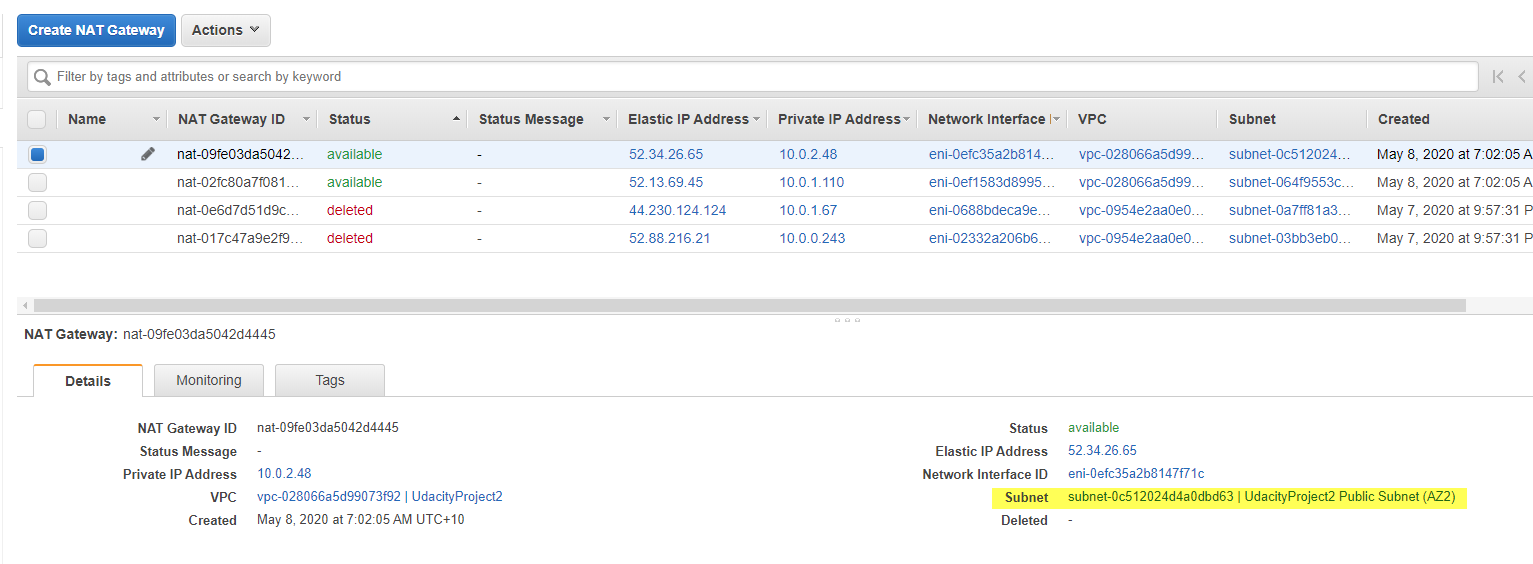 Create NAT Gateway Actions
Filter by tags and attributes or search by keyword
Name NAT Gateway ID Status Status Message Elastic IP Address Private IP Address Network Interface VPC Subnet Created
nat-09fe03da5042... available - 52.34.26.65 10.0.2.48 eni-0efc35a2b814... vpc-028066a5d99... subnet-0c512024... May 8, 2020 at 7:02:05 A
nat-02fc80a7f081... available - 52.13.69.45 10.0.1.110 eni-0ef1583d8995... vpc-028066a5d99... subnet-064f9553c... May 8, 2020 at 7:02:05 A
nat-0e6d7d51d9c... deleted - 44.230.124.124 10.0.1.67 eni-0688bdeca9e... vpc-0954e2aa0e0... subnet-0a7ff81a3... May 7, 2020 at 9:57:31 P
nat-017c47a9e2f9... deleted - 52.88.216.21 10.0.0.243 eni-02332a206b6... vpc-0954e2aa0e0... subnet-03bb3eb0... May 7, 2020 at 9:57:31 P
NAT Gateway: nat-09fe03da5042d4445
Details Monitoring Tags
NAT Gateway ID nat-09fe03da5042d4445 Status available
Status Message - Elastic IP Address 52.34.26.65
Private IP Address 10.0.2.48 Network Interface ID eni-0efc35a2b8147f71c
VPC vpc-028066a5d99073f92 | UdacityProject2 Subnet subnet-0c512024d4a0dbd63 | UdacityProject2 Public Subnet (AZ2)
Created May 8, 2020 at 7:02:05 AM UTC+10 Deleted -